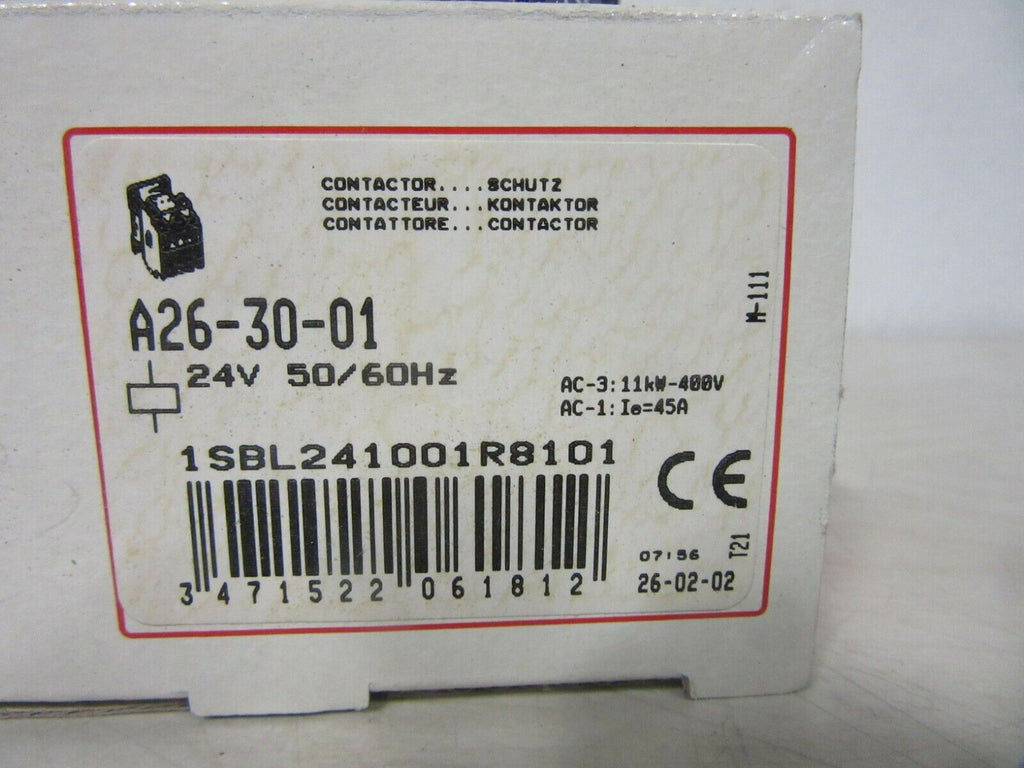 CONTACTOR....SCHUTZ
CONTACTEUR...KONTAKTOR
CONTATTORE...CONTACTOR
M-111
A26-30-01
24V 50/60Hz
AC-3:11kW-400V
AC-1:Ie=45A
1SBL241001R8101
CE
3 471522 061812
07:56
T21
26-02-02